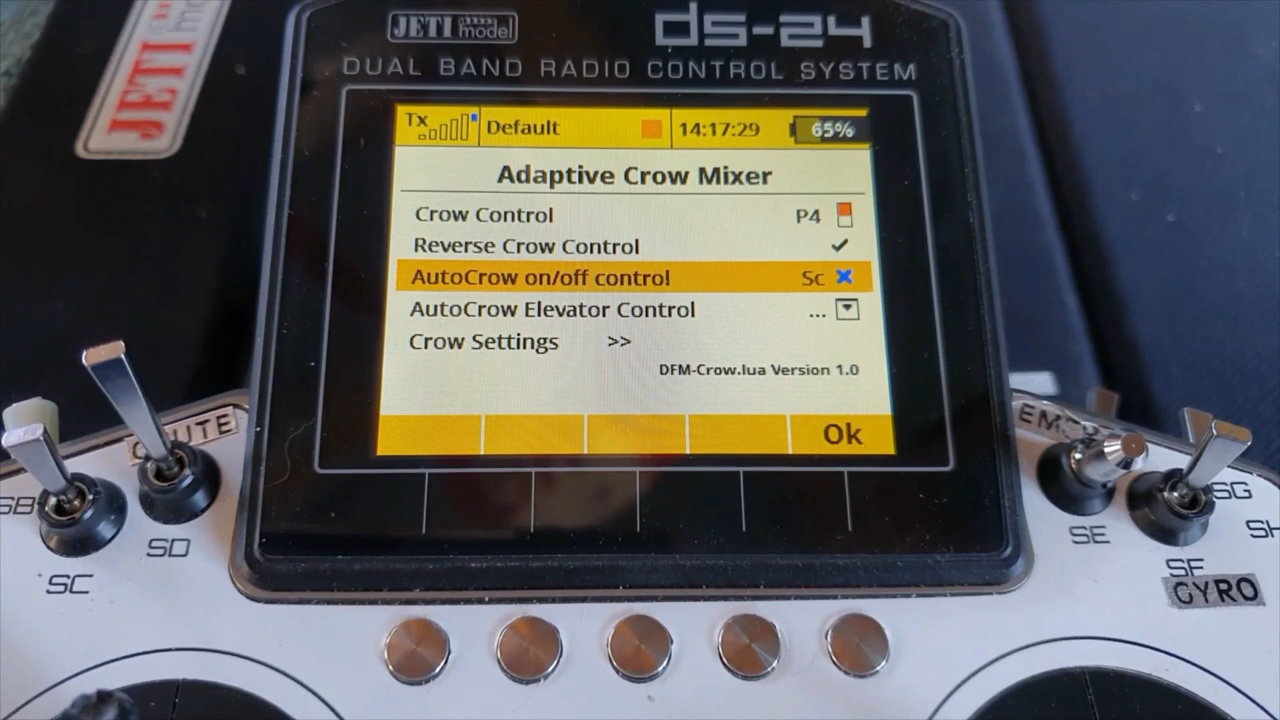 JETI model
ds-24
DUAL BAND RADIO CONTROL SYSTEM
JETI
Tx Default 14:17:29 65%
Adaptive Crow Mixer
Crow Control P4
Reverse Crow Control
AutoCrow on/off control Sc
AutoCrow Elevator Control ...
Crow Settings >>
DFM-Crow.lua Version 1.0
Ok
SB
SD
SC
SE
SG
SH
SF
GYRO